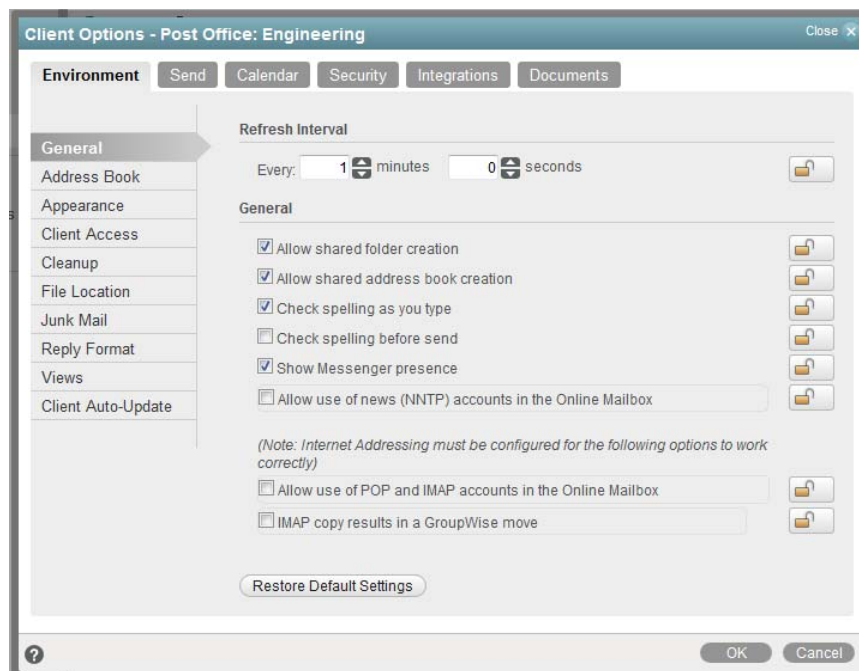 Client Options - Post Office: Engineering
Close
Environment Send Calendar Security Integrations Documents
General
Address Book
Appearance
Client Access
Cleanup
File Location
Junk Mail
Reply Format
Views
Client Auto-Update
Refresh Interval
Every: 1 minutes 0 seconds
General
Allow shared folder creation
Allow shared address book creation
Check spelling as you type
Check spelling before send
Show Messenger presence
Allow use of news (NNTP) accounts in the Online Mailbox
(Note: Internet Addressing must be configured for the following options to work
correctly)
Allow use of POP and IMAP accounts in the Online Mailbox
IMAP copy results in a GroupWise move
Restore Default Settings
OK Cancel